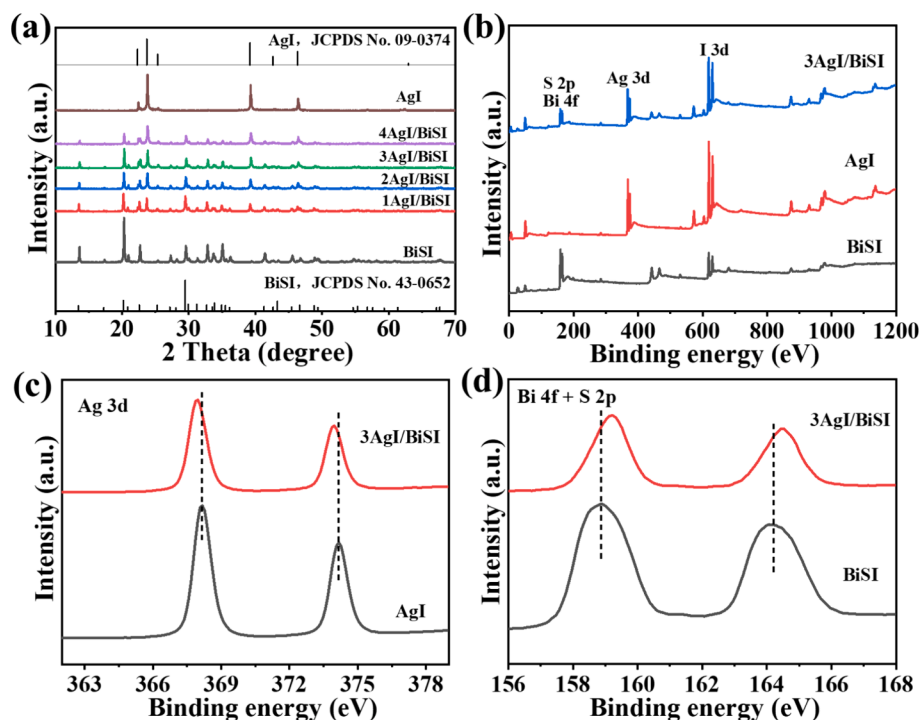 (a)
AgI, JCPDS No. 09-0374
AgI
4AgI/BiSI
3AgI/BiSI
2AgI/BiSI
1AgI/BiSI
BiSI
BiSI, JCPDS No. 43-0652
Intensity (a.u.)
10 20 30 40 50 60 70
2 Theta (degree)
(b)
I 3d
3AgI/BiSI
S 2p
Ag 3d
Bi 4f
AgI
BiSI
Intensity (a.u.)
0 200 400 600 800 1000 1200
Binding energy (eV)
(c)
Ag 3d
3AgI/BiSI
AgI
Intensity (a.u.)
363 366 369 372 375 378
Binding energy (eV)
(d)
Bi 4f + S 2p
3AgI/BiSI
BiSI
Intensity (a.u.)
156 158 160 162 164 166 168
Binding energy (eV)